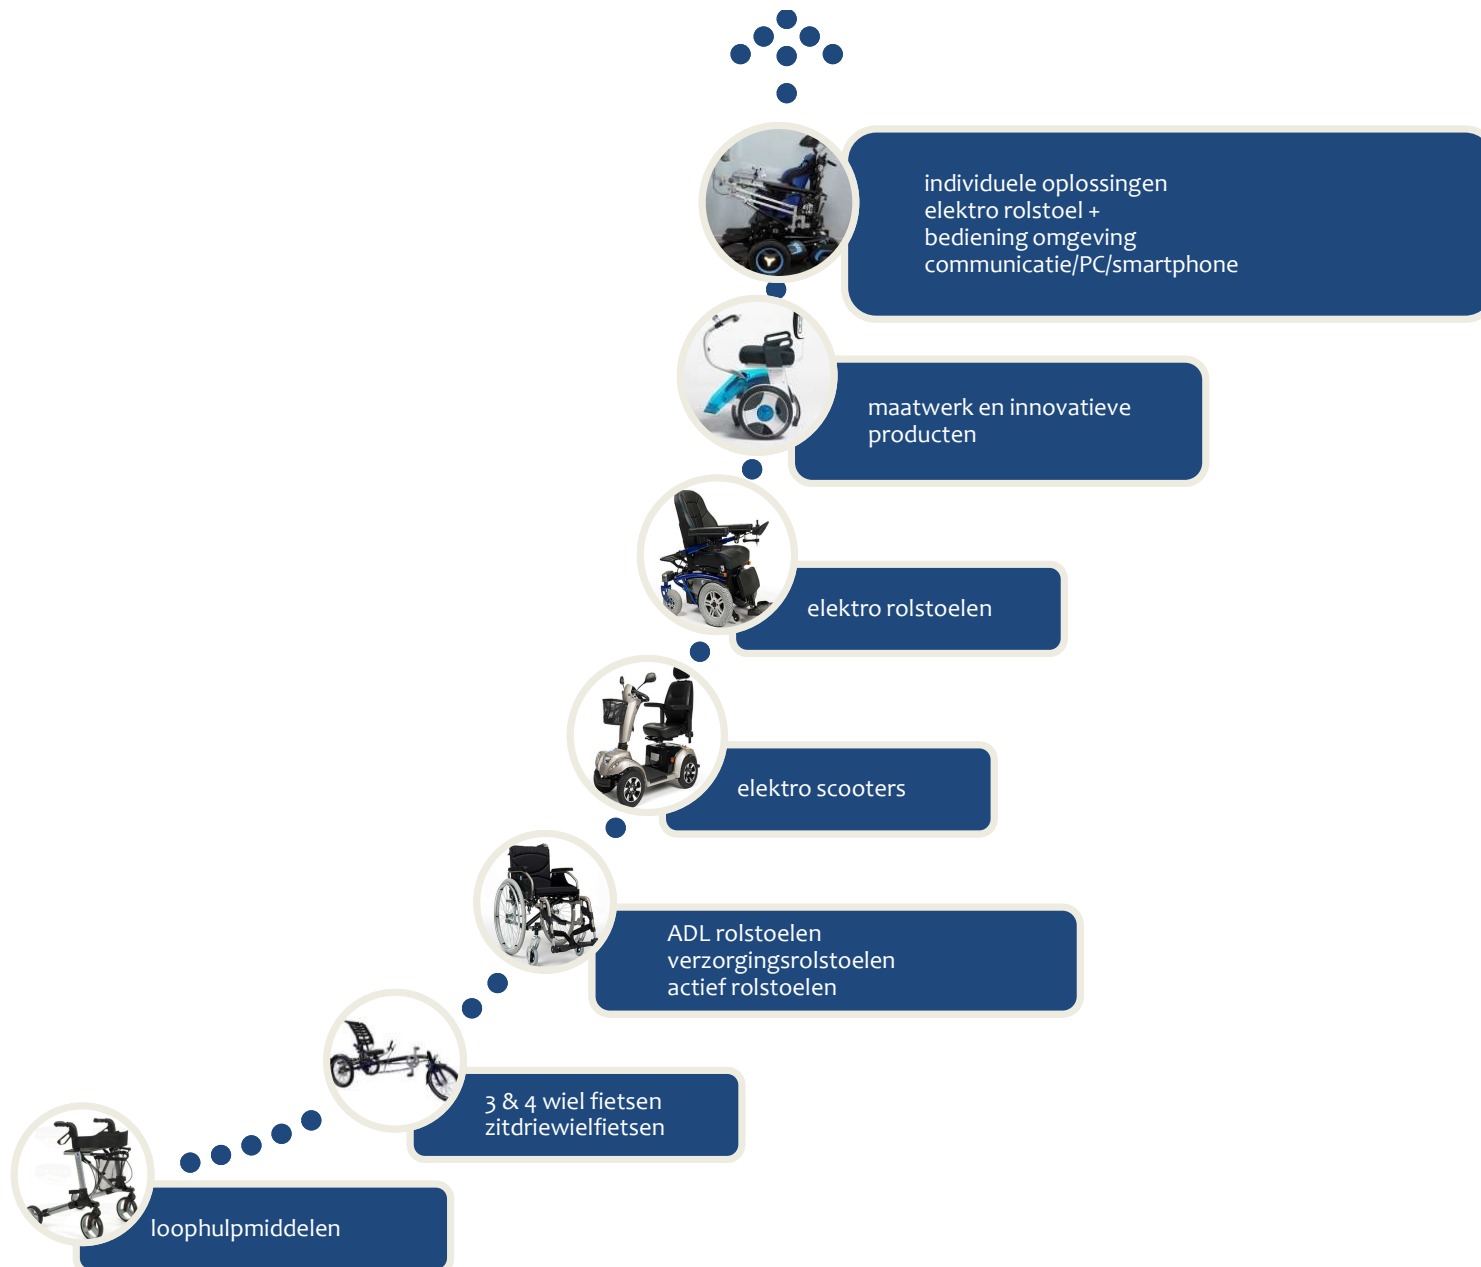 individuele oplossingen
elektro rolstoel +
bediening omgeving
communicatie/PC/smartphone
maatwerk en innovatieve
producten
elektro rolstoelen
elektro scooters
ADL rolstoelen
verzorgingsrolstoelen
actief rolstoelen
3 & 4 wiel fietsen
zitdriewielfietsen
loophulpmiddelen